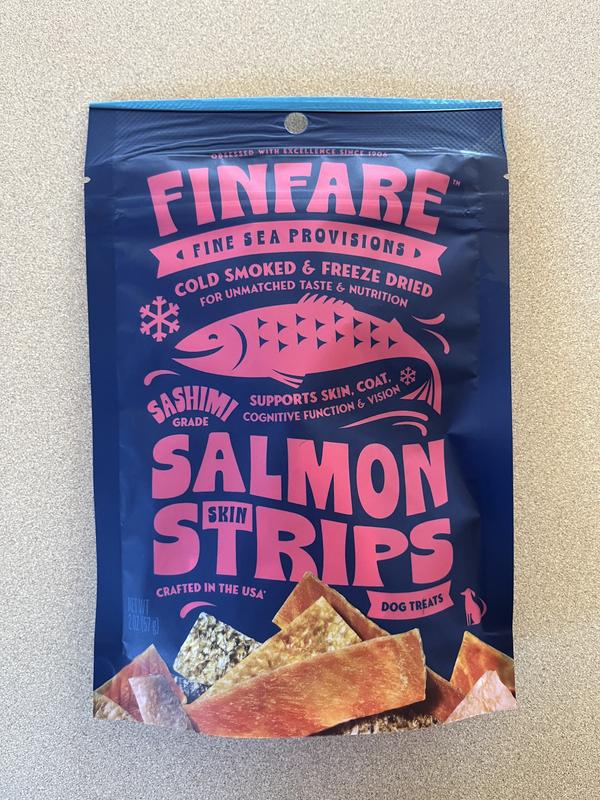 OBSESSED WITH EXCELLENCE SINCE 1906
FINFARE™
FINE SEA PROVISIONS
COLD SMOKED & FREEZE DRIED
FOR UNMATCHED TASTE & NUTRITION
SASHIMI
GRADE
SUPPORTS SKIN, COAT,
COGNITIVE FUNCTION & VISION
SALMON
SKIN
STRIPS
CRAFTED IN THE USA*
DOG TREATS
NET WT
2 OZ (57 g)